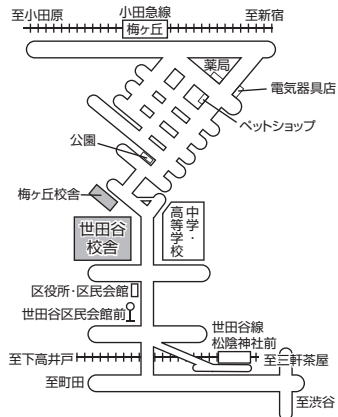 至小田原
小田急線
至新宿
梅ヶ丘
薬局
電気器具店
ペットショップ
公園
梅ヶ丘校舎
世田谷
校舎
中学・
高等学校
区役所・区民会館
世田谷区民会館前
世田谷線
松陰神社前
至下高井戸
至三軒茶屋
至町田
至渋谷